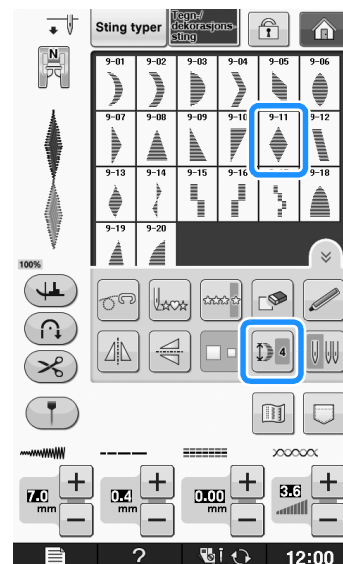 Sting typer
Tegn-/
dekorasjons-
sting
N
9-01 9-02 9-03 9-04 9-05 9-06
9-07 9-08 9-09 9-10 9-11 9-12
9-13 9-14 9-15 9-16 9-18
9-19 9-20
100%
4
7.0 mm
0.4 mm
0.00 mm
3.6
?
12:00